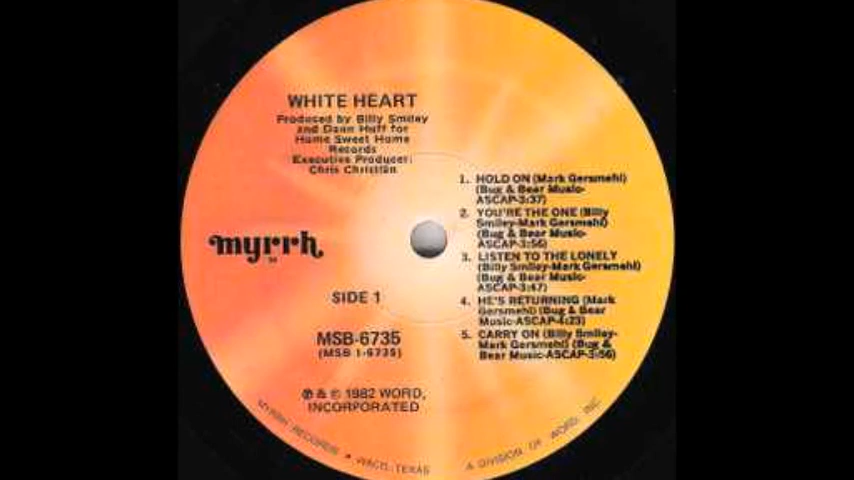 WHITE HEART
Produced by Billy Smiley
and Dann Huff for
Home Sweet Home
Records
Executive Producer:
Chris Christian
myrrh
SIDE 1
MSB-6735
(MSB 1-6735)
℗ & © 1982 WORD,
INCORPORATED
1. HOLD ON (Mark Gersmehl)
(Bug & Bear Music-
ASCAP-3:37)
2. YOU'RE THE ONE (Billy
Smiley-Mark Gersmehl)
(Bug & Bear Music-
ASCAP-3:56)
3. LISTEN TO THE LONELY
(Billy Smiley-Mark Gersmehl)
(Bug & Bear Music-
ASCAP-3:47)
4. HE'S RETURNING (Mark
Gersmehl) (Bug & Bear
Music-ASCAP-4:23)
5. CARRY ON (Billy Smiley-
Mark Gersmehl) (Bug &
Bear Music-ASCAP-3:56)
MYRRH RECORDS • WACO, TEXAS
A DIVISION OF WORD, INC.